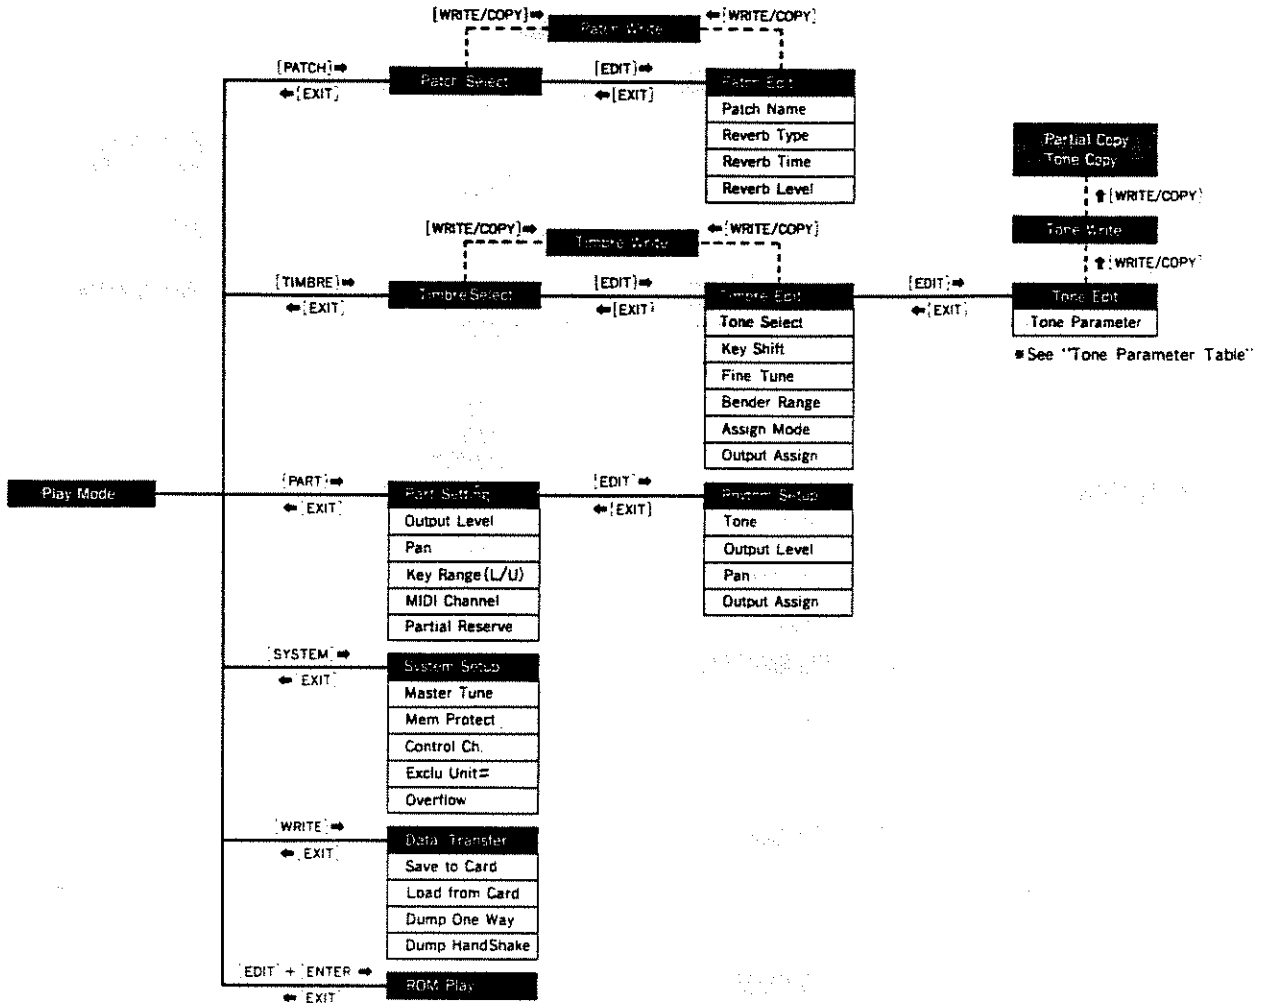 [WRITE/COPY]➡
Patch Write
⬅[WRITE/COPY]
[PATCH]➡
⬅[EXIT]
Patch Select
[EDIT]➡
⬅[EXIT]
Patch Edit
Patch Name
Reverb Type
Reverb Time
Reverb Level
Partial Copy
Tone Copy
⬆[WRITE/COPY]
Tone Write
⬆[WRITE/COPY]
[WRITE/COPY]➡
Timbre Write
⬅[WRITE/COPY]
[TIMBRE]➡
⬅[EXIT]
Timbre Select
[EDIT]➡
⬅[EXIT]
Timbre Edit
Tone Select
Key Shift
Fine Tune
Bender Range
Assign Mode
Output Assign
[EDIT]➡
⬅[EXIT]
Tone Edit
Tone Parameter
*See "Tone Parameter Table"
Play Mode
[PART]➡
⬅[EXIT]
Part Setting
Output Level
Pan
Key Range(L/U)
MIDI Channel
Partial Reserve
[EDIT]➡
⬅[EXIT]
Rhythm Setup
Tone
Output Level
Pan
Output Assign
[SYSTEM]➡
⬅[EXIT]
System Setup
Master Tune
Mem Protect
Control Ch.
Exclu Unit#
Overflow
[WRITE]➡
⬅[EXIT]
Data Transfer
Save to Card
Load from Card
Dump One Way
Dump HandShake
[EDIT]+[ENTER]➡
⬅[EXIT]
ROM Play